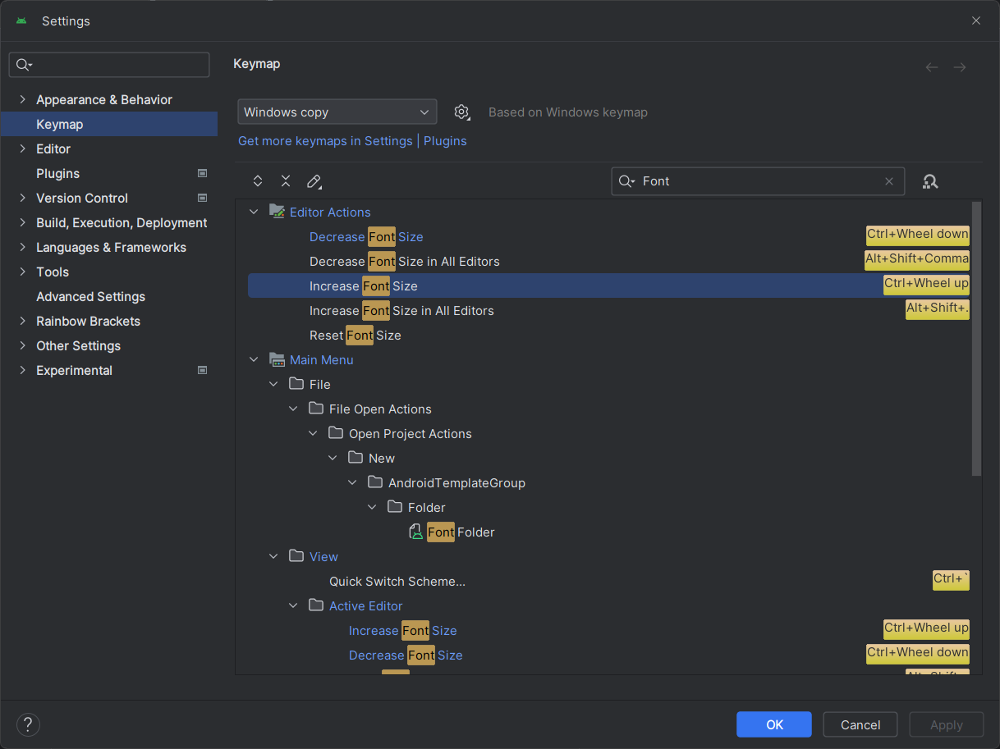 Settings
Keymap
Appearance & Behavior
Keymap
Editor
Plugins
Version Control
Build, Execution, Deployment
Languages & Frameworks
Tools
Advanced Settings
Rainbow Brackets
Other Settings
Experimental
Windows copy
Based on Windows keymap
Get more keymaps in Settings | Plugins
Font
Editor Actions
Decrease Font Size Ctrl+Wheel down
Decrease Font Size in All Editors Alt+Shift+Comma
Increase Font Size Ctrl+Wheel up
Increase Font Size in All Editors Alt+Shift+.
Reset Font Size
Main Menu
File
File Open Actions
Open Project Actions
New
AndroidTemplateGroup
Folder
Font Folder
View
Quick Switch Scheme... Ctrl+`
Active Editor
Increase Font Size Ctrl+Wheel up
Decrease Font Size Ctrl+Wheel down
?
OK
Cancel
Apply